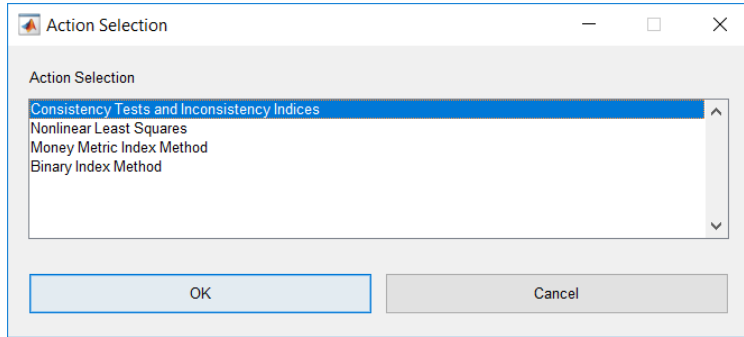 Action Selection
Action Selection
Consistency Tests and Inconsistency Indices
Nonlinear Least Squares
Money Metric Index Method
Binary Index Method
OK
Cancel